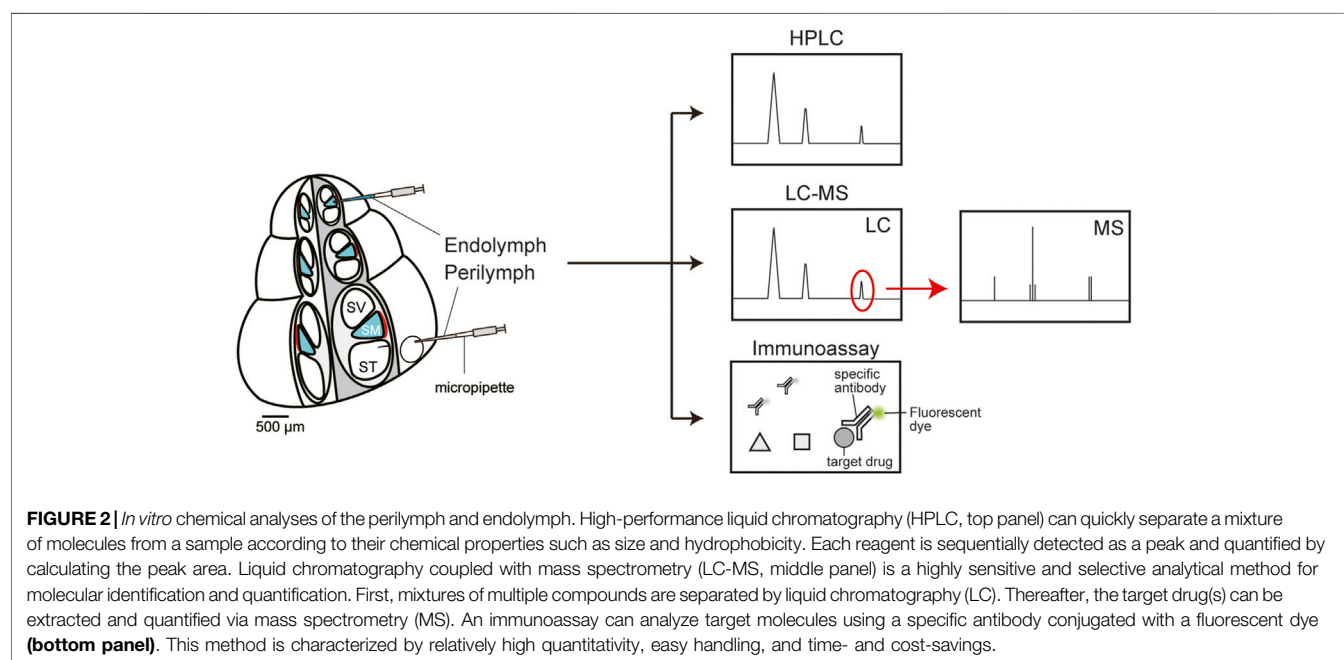 HPLC
LC-MS
LC
MS
Endolymph
Perilymph
SV
SM
ST
micropipette
500 µm
Immunoassay
specific
antibody
Fluorescent
dye
target drug
FIGURE 2 | In vitro chemical analyses of the perilymph and endolymph. High-performance liquid chromatography (HPLC, top panel) can quickly separate a mixture
of molecules from a sample according to their chemical properties such as size and hydrophobicity. Each reagent is sequentially detected as a peak and quantified by
calculating the peak area. Liquid chromatography coupled with mass spectrometry (LC-MS, middle panel) is a highly sensitive and selective analytical method for
molecular identification and quantification. First, mixtures of multiple compounds are separated by liquid chromatography (LC). Thereafter, the target drug(s) can be
extracted and quantified via mass spectrometry (MS). An immunoassay can analyze target molecules using a specific antibody conjugated with a fluorescent dye
(bottom panel). This method is characterized by relatively high quantitativity, easy handling, and time- and cost-savings.